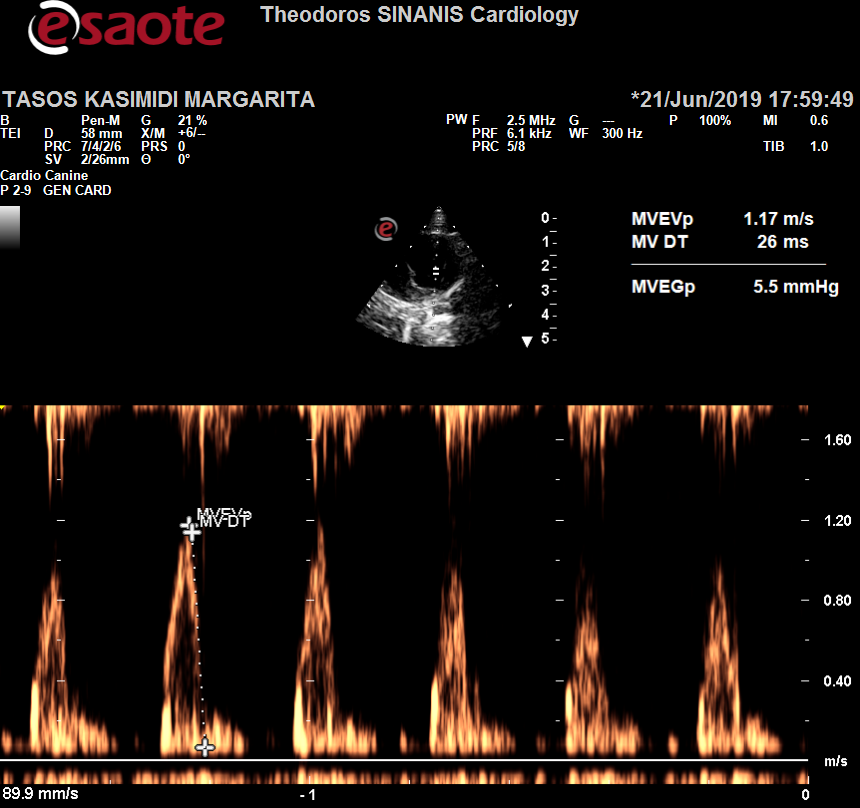 esaote
Theodoros SINANIS Cardiology
TASOS KASIMIDI MARGARITA
*21/Jun/2019 17:59:49
B Pen-M G 21 %
TEI D 58 mm X/M +6/--
PRC 7/4/2/6 PRS 0
SV 2/26mm Θ 0°
PW F 2.5 MHz G --- P 100% MI 0.6
PRF 6.1 kHz WF 300 Hz
PRC 5/8 TIB 1.0
Cardio Canine
P 2-9 GEN CARD
e
0-
1-
2-
3-
4-
5-
MVEVp 1.17 m/s
MV DT 26 ms
MVEGp 5.5 mmHg
1.60
MVEVp
MV DT
1.20
0.80
0.40
m/s
89.9 mm/s
-1
0